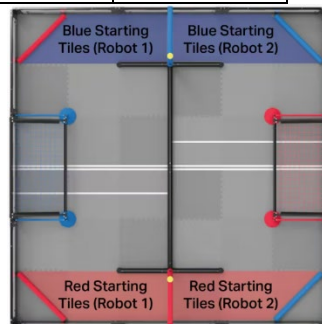 Blue Starting
Tiles (Robot 1)
Blue Starting
Tiles (Robot 2)
Red Starting
Tiles (Robot 1)
Red Starting
Tiles (Robot 2)